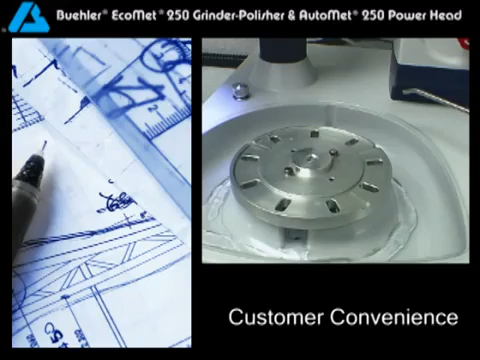 Buehler® EcoMet® 250 Grinder-Polisher & AutoMet® 250 Power Head
Customer Convenience